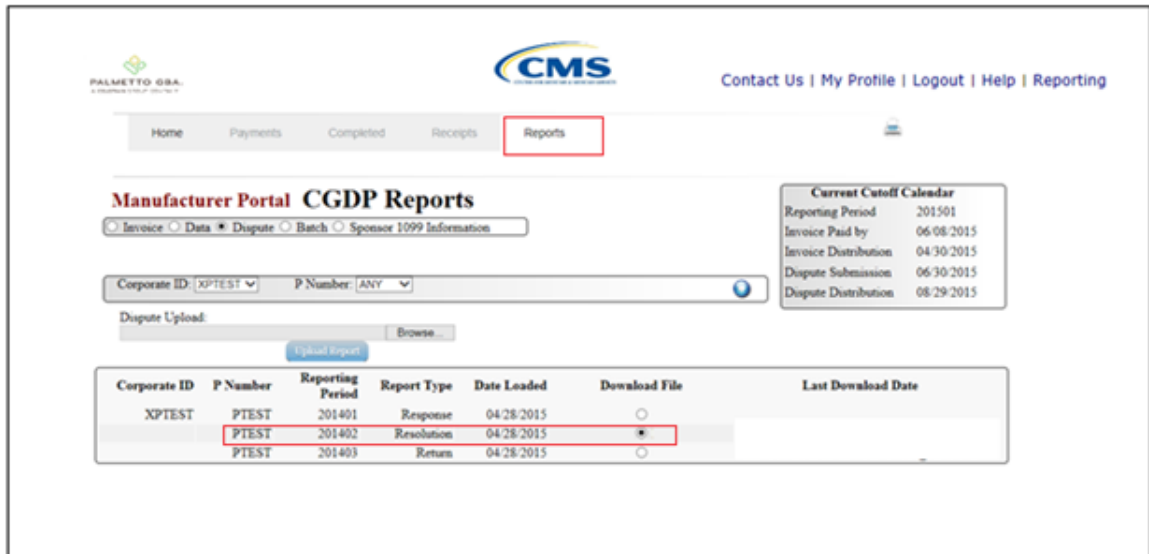 PALMETTO GBA.
CMS
Contact Us | My Profile | Logout | Help | Reporting
Home Payments Completed Receipts Reports
Manufacturer Portal CGDP Reports
Invoice Data Dispute Batch Sponsor 1099 Information
Current Cutoff Calendar
Reporting Period 201501
Invoice Paid by 06/08/2015
Invoice Distribution 04/30/2015
Dispute Submission 06/30/2015
Dispute Distribution 08/29/2015
Corporate ID: XPTEST P Number: ANY
Dispute Upload:
Browse...
Upload Report
Corporate ID P Number Reporting Period Report Type Date Loaded Download File Last Download Date
XPTEST PTEST 201401 Response 04/28/2015
PTEST 201402 Resolution 04/28/2015
PTEST 201403 Return 04/28/2015